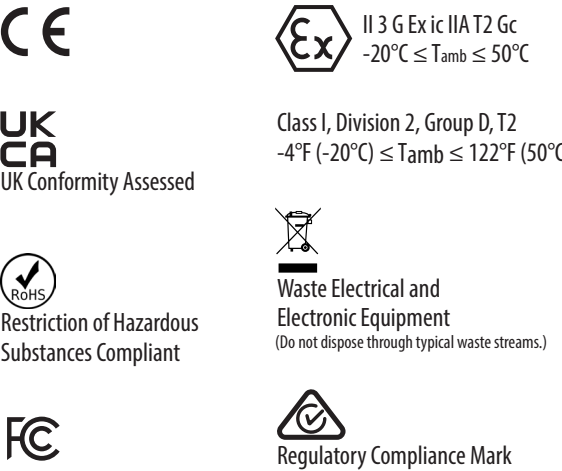 CE
Ex II 3 G Ex ic IIA T2 Gc
-20°C ≤ Tamb ≤ 50°C
UK
CA
UK Conformity Assessed
Class I, Division 2, Group D, T2
-4°F (-20°C) ≤ Tamb ≤ 122°F (50°C
RoHS
Restriction of Hazardous
Substances Compliant
Waste Electrical and
Electronic Equipment
(Do not dispose through typical waste streams.)
FC
Regulatory Compliance Mark